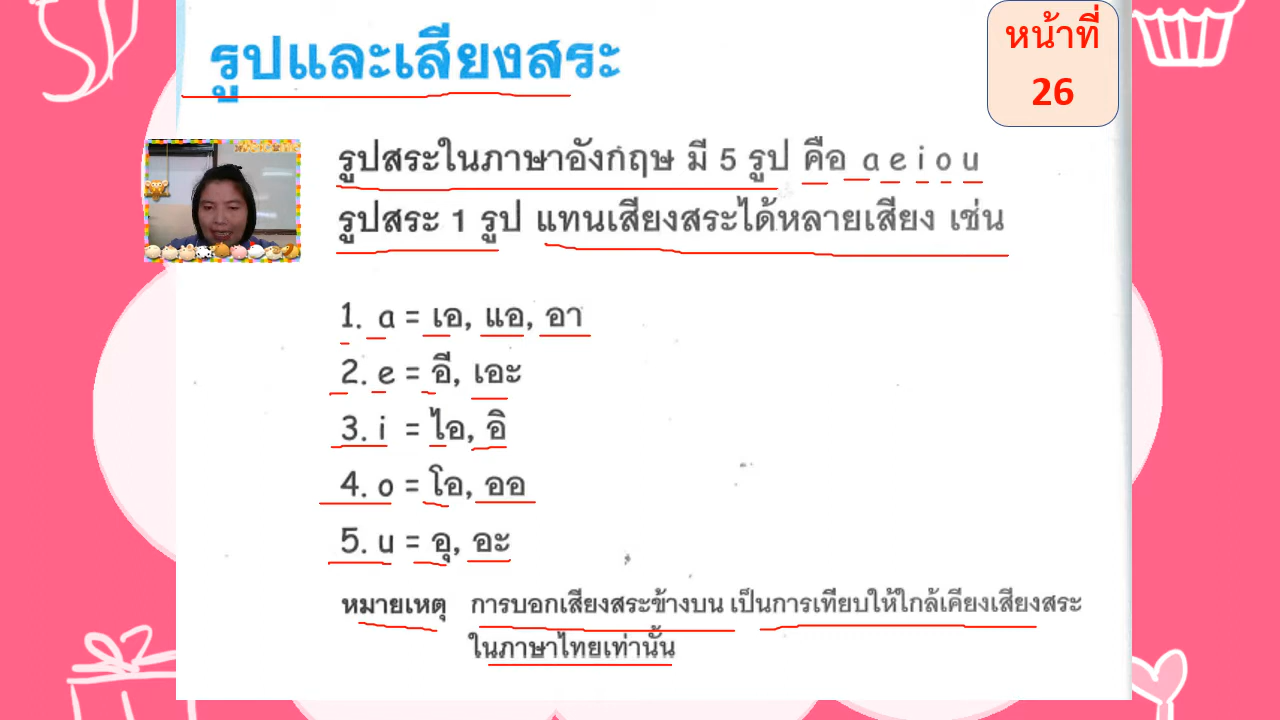 รูปและเสียงสระ
หน้าที่
26
รูปสระในภาษาอังกฤษ มี 5 รูป คือ a e i o u
รูปสระ 1 รูป แทนเสียงสระได้หลายเสียง เช่น
1. a = เอ, แอ, อา
2. e = อี, เอะ
3. i = ไอ, อิ
4. o = โอ, ออ
5. u = อุ, อะ
หมายเหตุ การบอกเสียงสระข้างบน เป็นการเทียบให้ใกล้เคียงเสียงสระ
ในภาษาไทยเท่านั้น